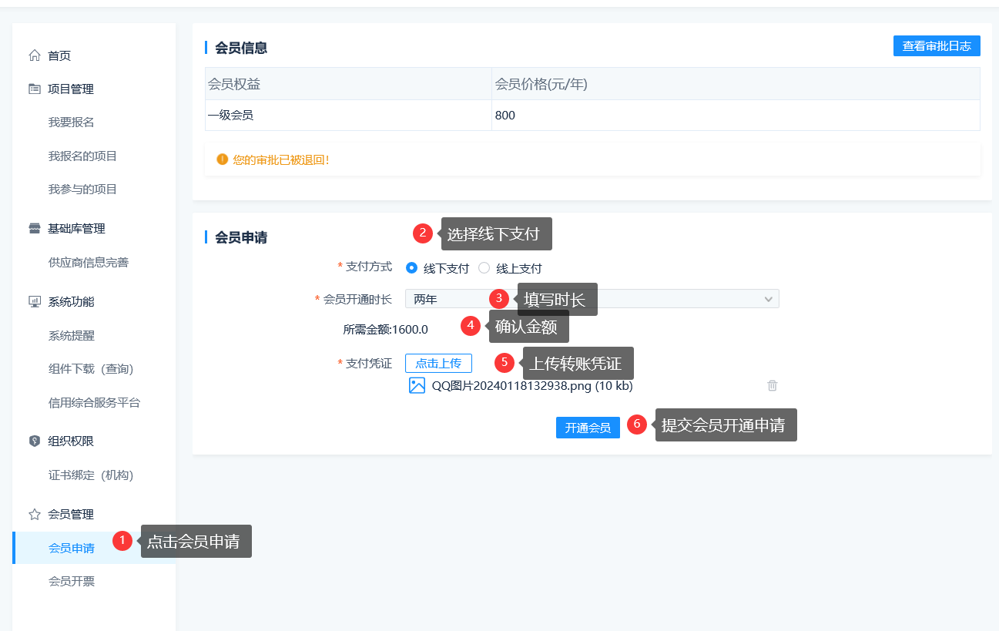 首页
项目管理
我要报名
我报名的项目
我参与的项目
基础库管理
供应商信息完善
系统功能
系统提醒
组件下载（查询)
信用综合服务平台
组织权限
证书绑定（机构)
会员管理
会员申请
1 点击会员申请
会员开票
会员信息
查看审批日志
会员权益 会员价格(元/年)
一级会员 800
您的审批已被退回！
会员申请
2 选择线下支付
* 支付方式 线下支付 线上支付
* 会员开通时长 两年 3 填写时长
所需金额:1600.0 4 确认金额
* 支付凭证 点击上传 5 上传转账凭证
QQ图片20240118132938.png (10 kb)
开通会员 6 提交会员开通申请